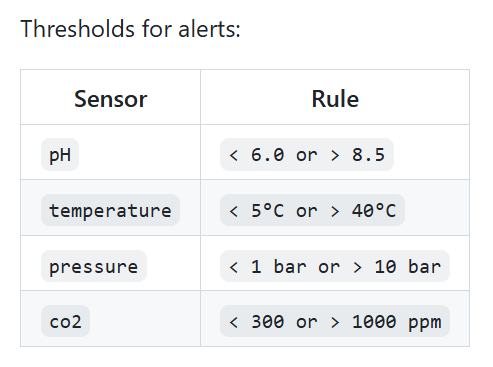 Thresholds for alerts:
Sensor Rule
pH < 6.0 or > 8.5
temperature < 5°C or > 40°C
pressure < 1 bar or > 10 bar
co2 < 300 or > 1000 ppm